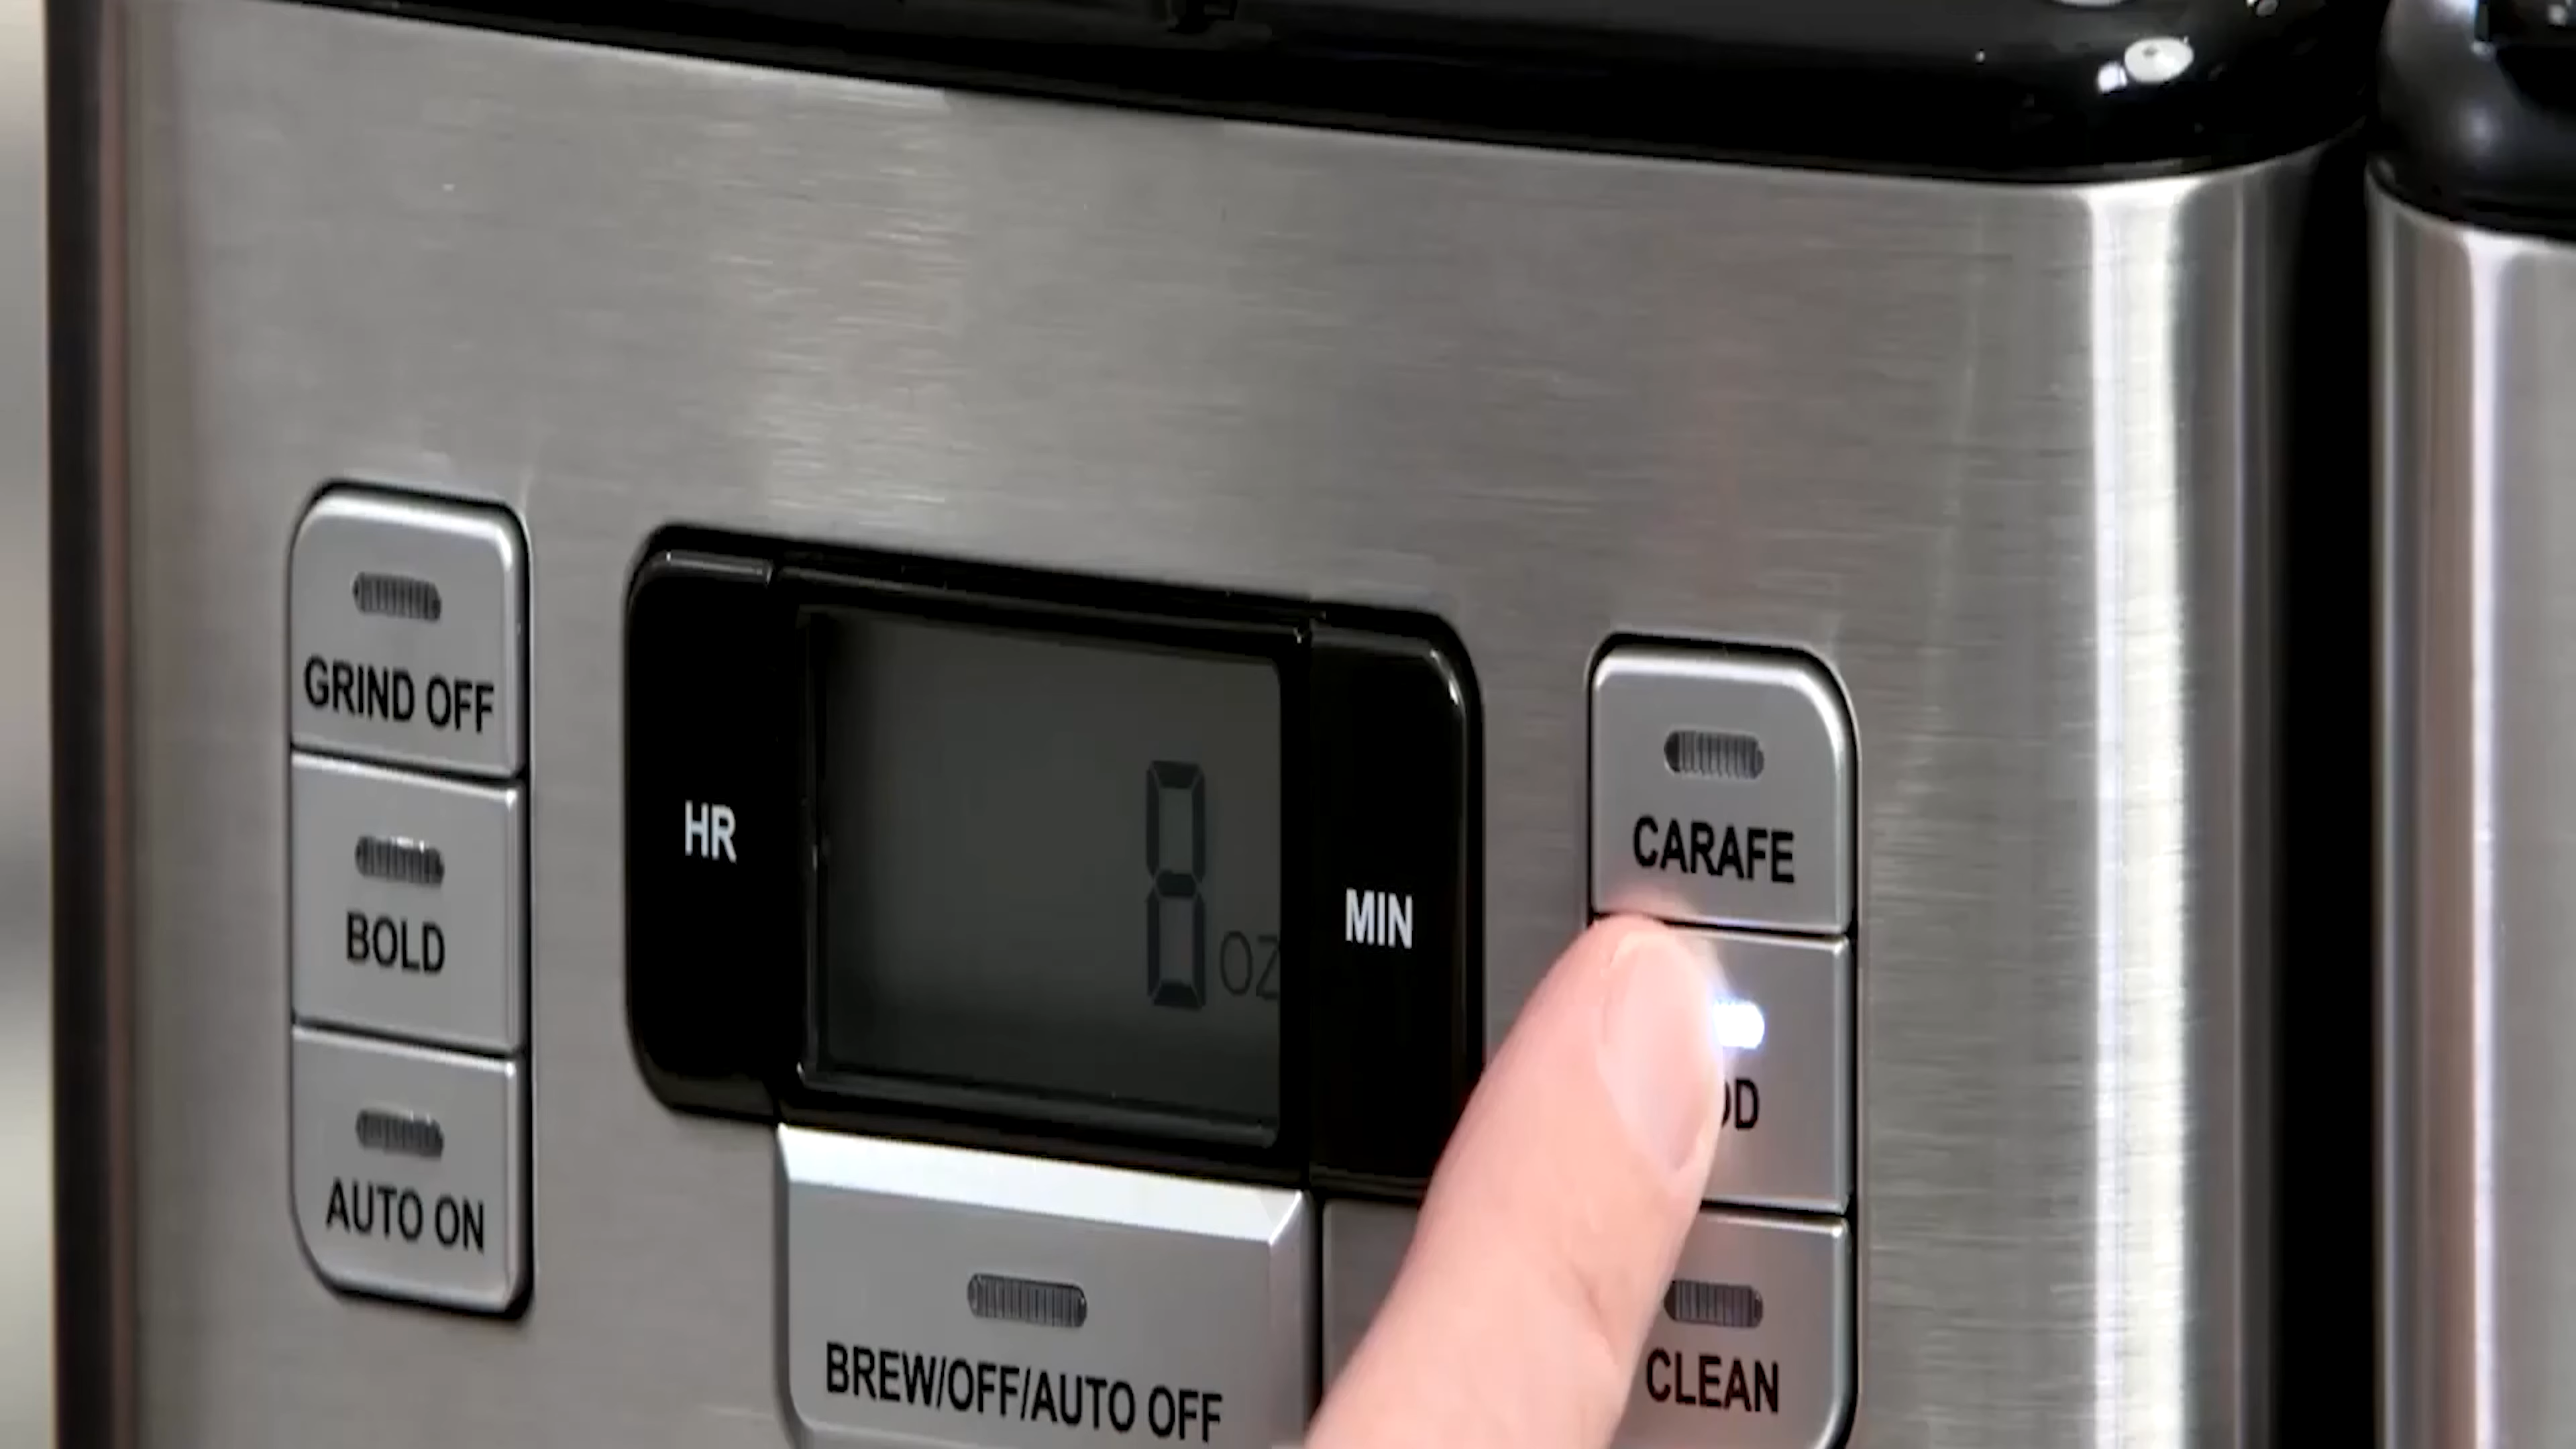 GRIND OFF
BOLD
AUTO ON
HR
8 OZ
MIN
CARAFE
CLEAN
BREW/OFF/AUTO OFF